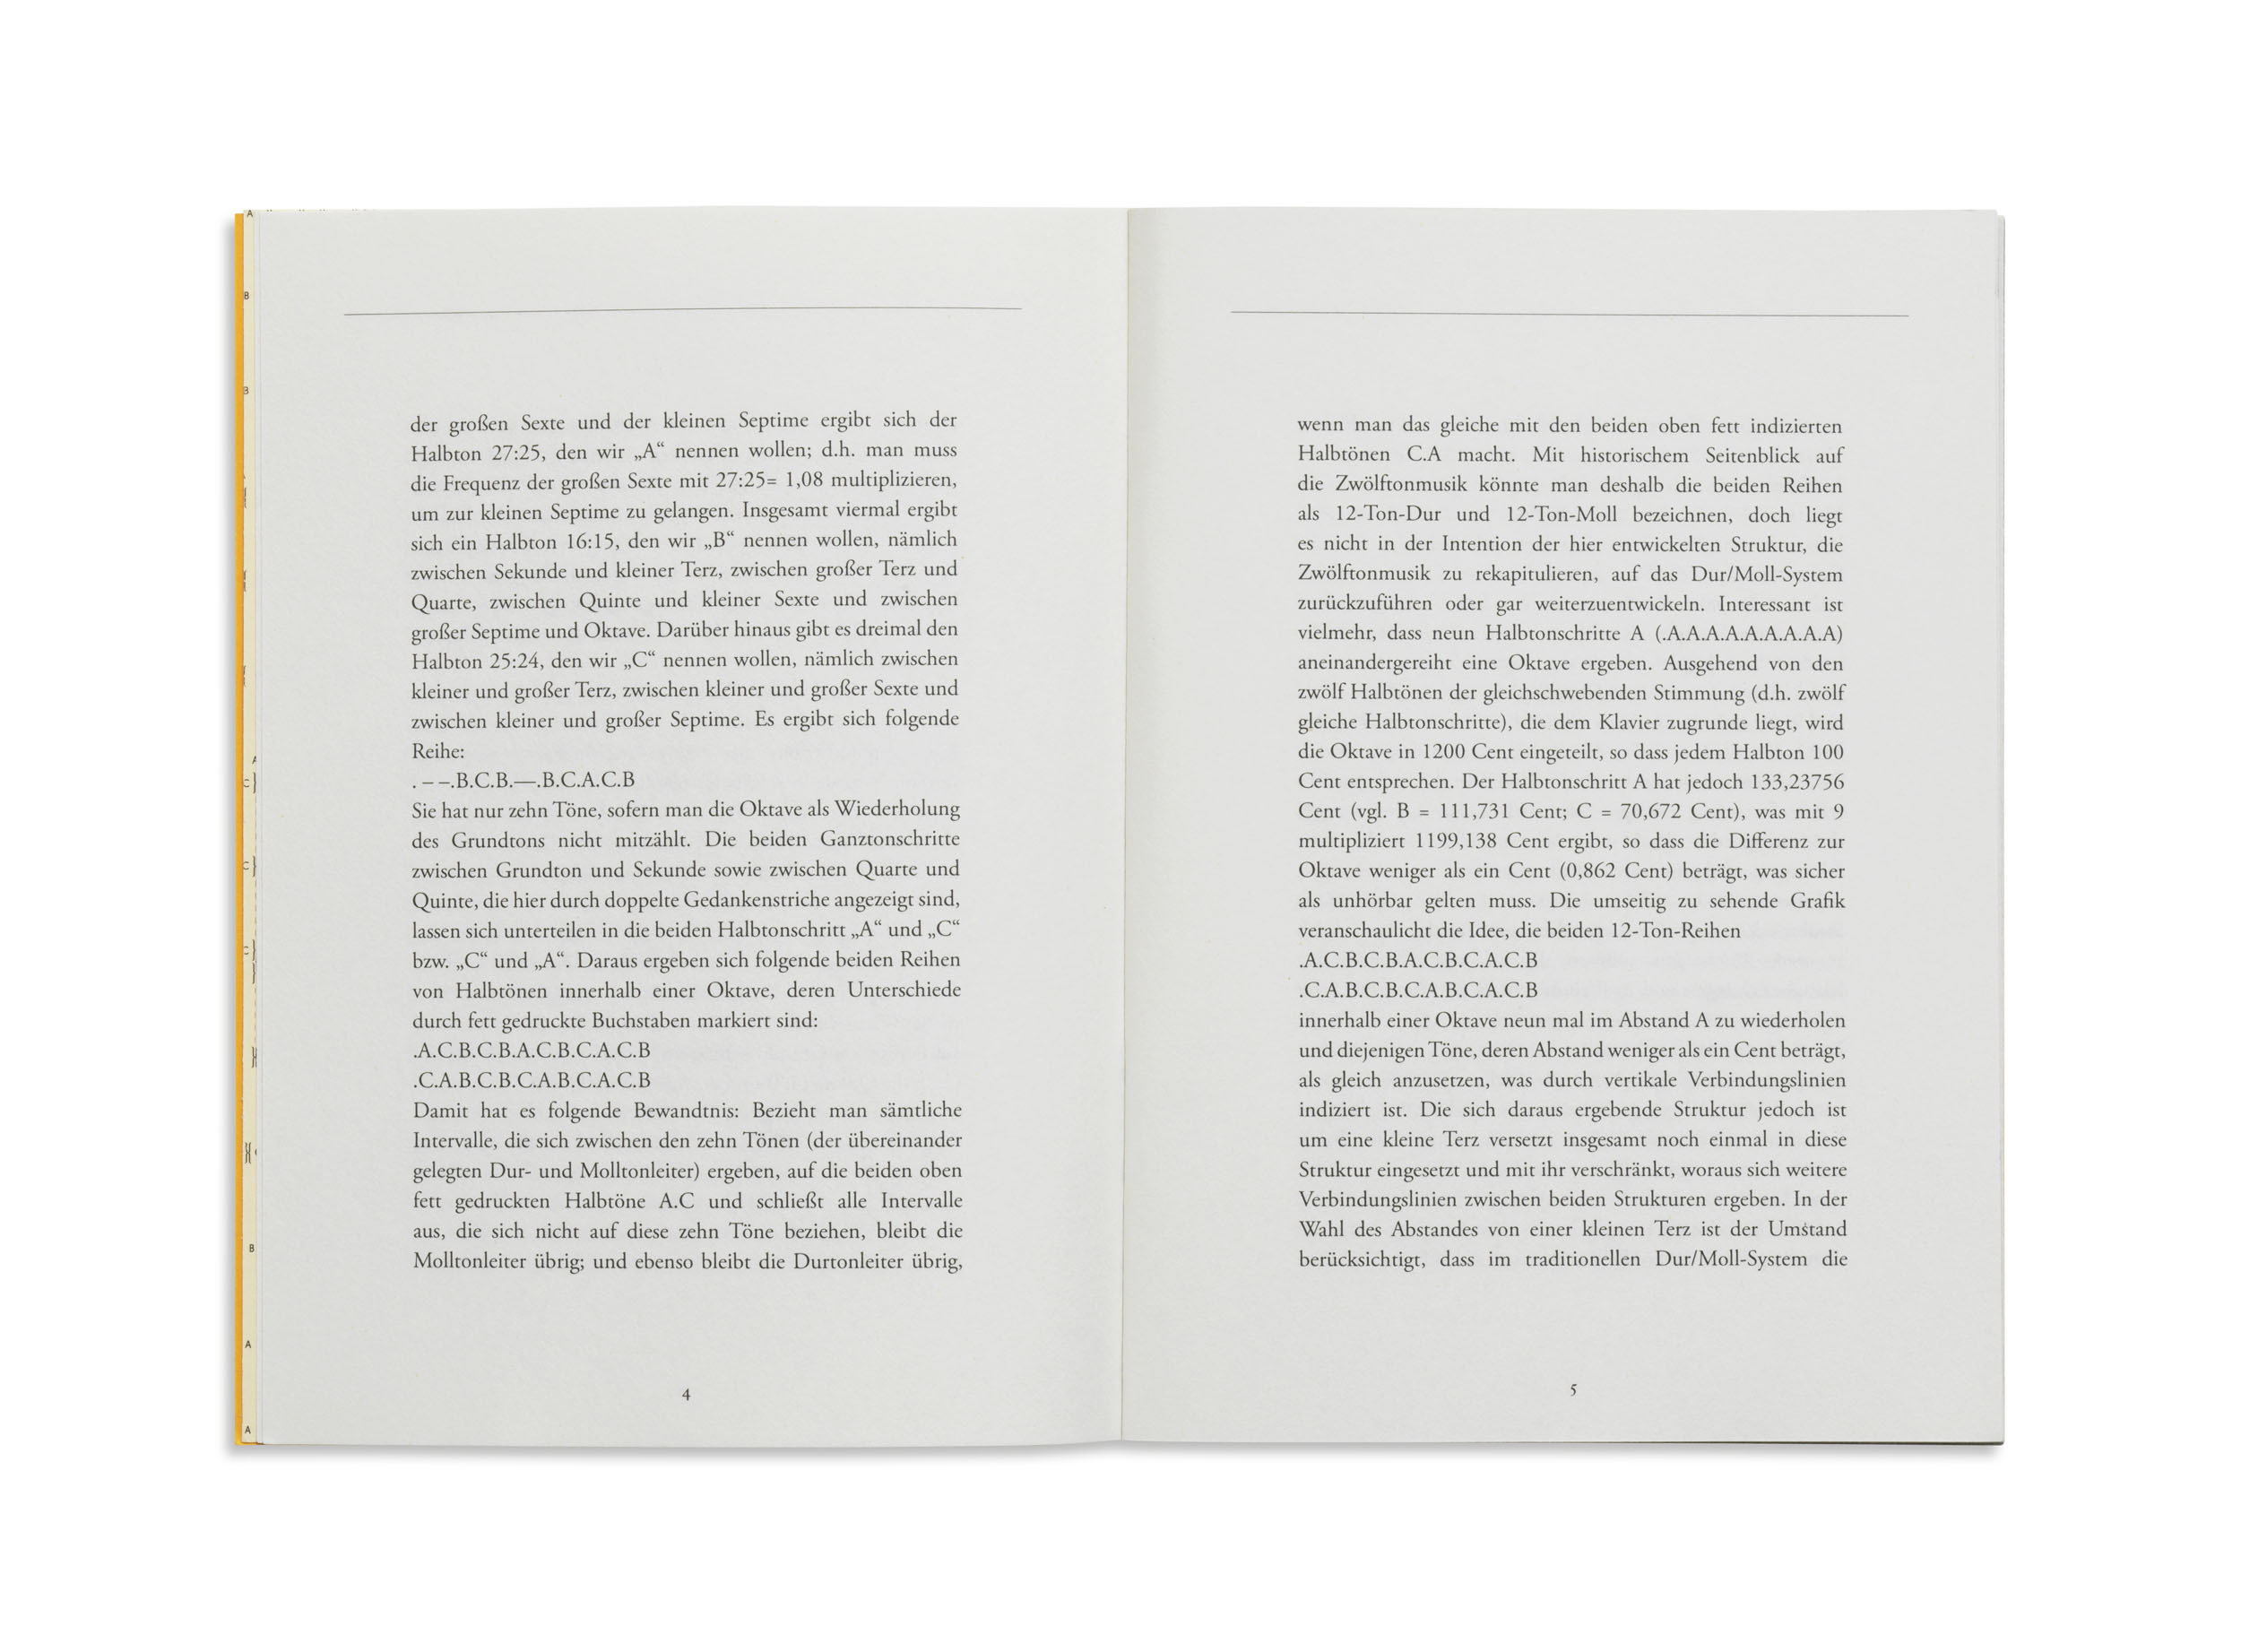 der großen Sexte und der kleinen Septime ergibt sich der
Halbton 27:25, den wir „A“ nennen wollen; d.h. man muss
die Frequenz der großen Sexte mit 27:25= 1,08 multiplizieren,
um zur kleinen Septime zu gelangen. Insgesamt viermal ergibt
sich ein Halbton 16:15, den wir „B“ nennen wollen, nämlich
zwischen Sekunde und kleiner Terz, zwischen großer Terz und
Quarte, zwischen Quinte und kleiner Sexte und zwischen
großer Septime und Oktave. Darüber hinaus gibt es dreimal den
Halbton 25:24, den wir „C“ nennen wollen, nämlich zwischen
kleiner und großer Terz, zwischen kleiner und großer Sexte und
zwischen kleiner und großer Septime. Es ergibt sich folgende
Reihe:
. – –.B.C.B.—.B.C.A.C.B
Sie hat nur zehn Töne, sofern man die Oktave als Wiederholung
des Grundtons nicht mitzählt. Die beiden Ganztonschritte
zwischen Grundton und Sekunde sowie zwischen Quarte und
Quinte, die hier durch doppelte Gedankenstriche angezeigt sind,
lassen sich unterteilen in die beiden Halbtonschritt „A“ und „C“
bzw. „C“ und „A“. Daraus ergeben sich folgende beiden Reihen
von Halbtönen innerhalb einer Oktave, deren Unterschiede
durch fett gedruckte Buchstaben markiert sind:
.A.C.B.C.B.A.C.B.C.A.C.B
.C.A.B.C.B.C.A.B.C.A.C.B
Damit hat es folgende Bewandtnis: Bezieht man sämtliche
Intervalle, die sich zwischen den zehn Tönen (der übereinander
gelegten Dur- und Molltonleiter) ergeben, auf die beiden oben
fett gedruckten Halbtöne A.C und schließt alle Intervalle
aus, die sich nicht auf diese zehn Töne beziehen, bleibt die
Molltonleiter übrig; und ebenso bleibt die Durtonleiter übrig,
4
wenn man das gleiche mit den beiden oben fett indizierten
Halbtönen C.A macht. Mit historischem Seitenblick auf
die Zwölftonmusik könnte man deshalb die beiden Reihen
als 12-Ton-Dur und 12-Ton-Moll bezeichnen, doch liegt
es nicht in der Intention der hier entwickelten Struktur, die
Zwölftonmusik zu rekapitulieren, auf das Dur/Moll-System
zurückzuführen oder gar weiterzuentwickeln. Interessant ist
vielmehr, dass neun Halbtonschritte A (.A.A.A.A.A.A.A.A.A)
aneinandergereiht eine Oktave ergeben. Ausgehend von den
zwölf Halbtönen der gleichschwebenden Stimmung (d.h. zwölf
gleiche Halbtonschritte), die dem Klavier zugrunde liegt, wird
die Oktave in 1200 Cent eingeteilt, so dass jedem Halbton 100
Cent entsprechen. Der Halbtonschritt A hat jedoch 133,23756
Cent (vgl. B = 111,731 Cent; C = 70,672 Cent), was mit 9
multipliziert 1199,138 Cent ergibt, so dass die Differenz zur
Oktave weniger als ein Cent (0,862 Cent) beträgt, was sicher
als unhörbar gelten muss. Die umseitig zu sehende Grafik
veranschaulicht die Idee, die beiden 12-Ton-Reihen
.A.C.B.C.B.A.C.B.C.A.C.B
.C.A.B.C.B.C.A.B.C.A.C.B
innerhalb einer Oktave neun mal im Abstand A zu wiederholen
und diejenigen Töne, deren Abstand weniger als ein Cent beträgt,
als gleich anzusetzen, was durch vertikale Verbindungslinien
indiziert ist. Die sich daraus ergebende Struktur jedoch ist
um eine kleine Terz versetzt insgesamt noch einmal in diese
Struktur eingesetzt und mit ihr verschränkt, woraus sich weitere
Verbindungslinien zwischen beiden Strukturen ergeben. In der
Wahl des Abstandes von einer kleinen Terz ist der Umstand
berücksichtigt, dass im traditionellen Dur/Moll-System die
5